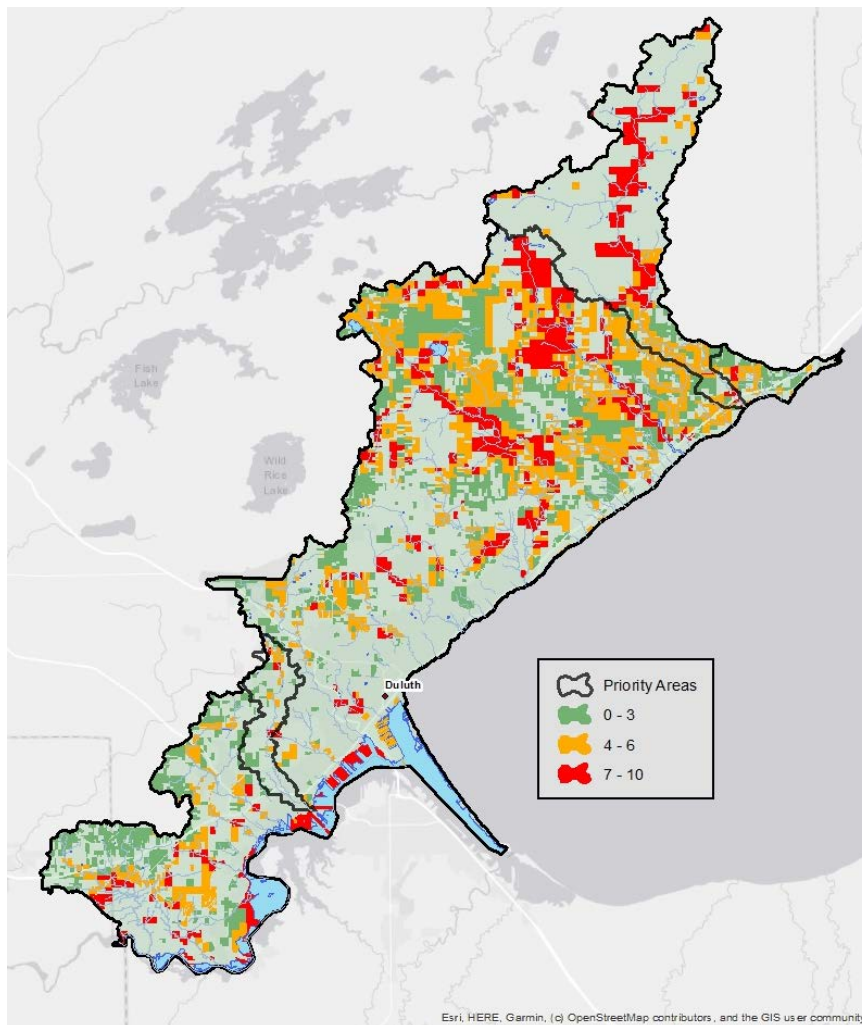 Fish
Lake
Wild
Rice
Lake
Duluth
Priority Areas
0 - 3
4 - 6
7 - 10
Esri, HERE, Garmin, (c) OpenStreetMap contributors, and the GIS user community